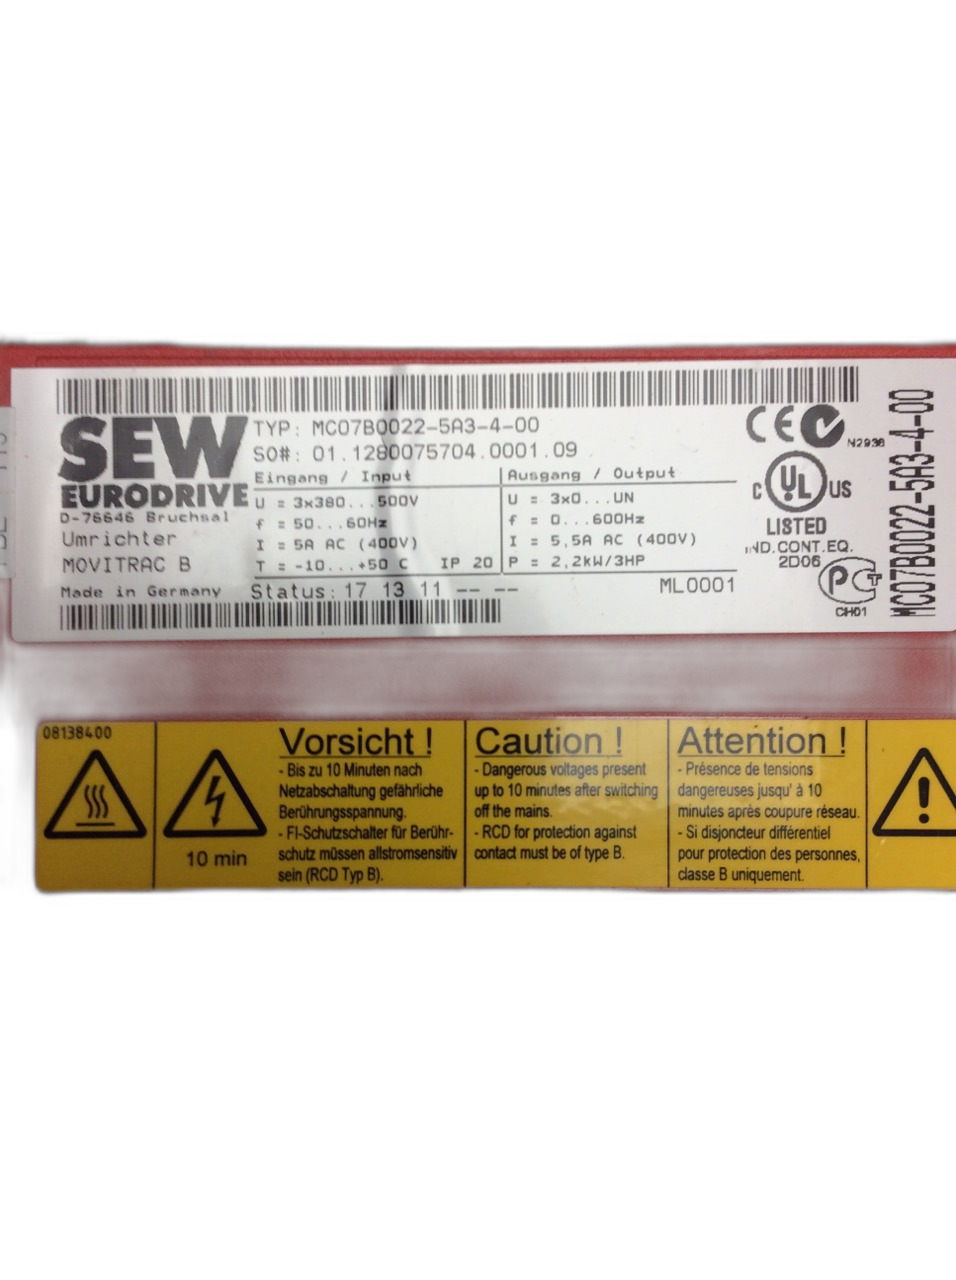 SEW
EURODRIVE
D-76646 Bruchsal
Umrichter
MOVITRAC B
Made in Germany
TYP: MC07B0022-5A3-4-00
SO#: 01.1280075704.0001.09
Eingang / Input
U = 3x380...500V
f = 50...60Hz
I = 5A AC (400V)
T = -10...+50 C IP 20
Ausgang / Output
U = 3x0...UN
f = 0...600Hz
I = 5,5A AC (400V)
P = 2,2kW/3HP
Status: 17 13 11 -- --
ML0001
CE
N2936
C UL US
LISTED
IND.CONT.EQ.
2D06
PCT
CH01
MC07B0022-5A3-4-00
08138400
10 min
Vorsicht !
- Bis zu 10 Minuten nach
Netzabschaltung gefährliche
Berührungsspannung.
- FI-Schutzschalter für Berühr-
schutz müssen allstromsensitiv
sein (RCD Typ B).
Caution !
- Dangerous voltages present
up to 10 minutes after switching
off the mains.
- RCD for protection against
contact must be of type B.
Attention !
- Présence de tensions
dangereuses jusqu' à 10
minutes après coupure réseau.
- Si disjoncteur différentiel
pour protection des personnes,
classe B uniquement.